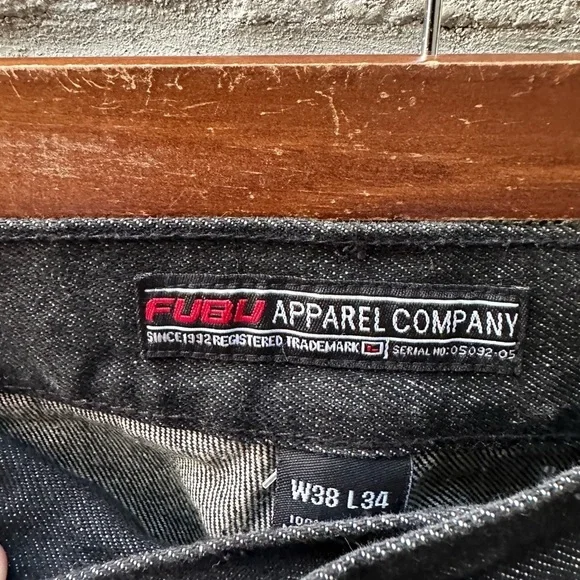 FUBU APPAREL COMPANY
SINCE1992 REGISTERED TRADEMARK SERIAL NO:05092-05
W38 L34